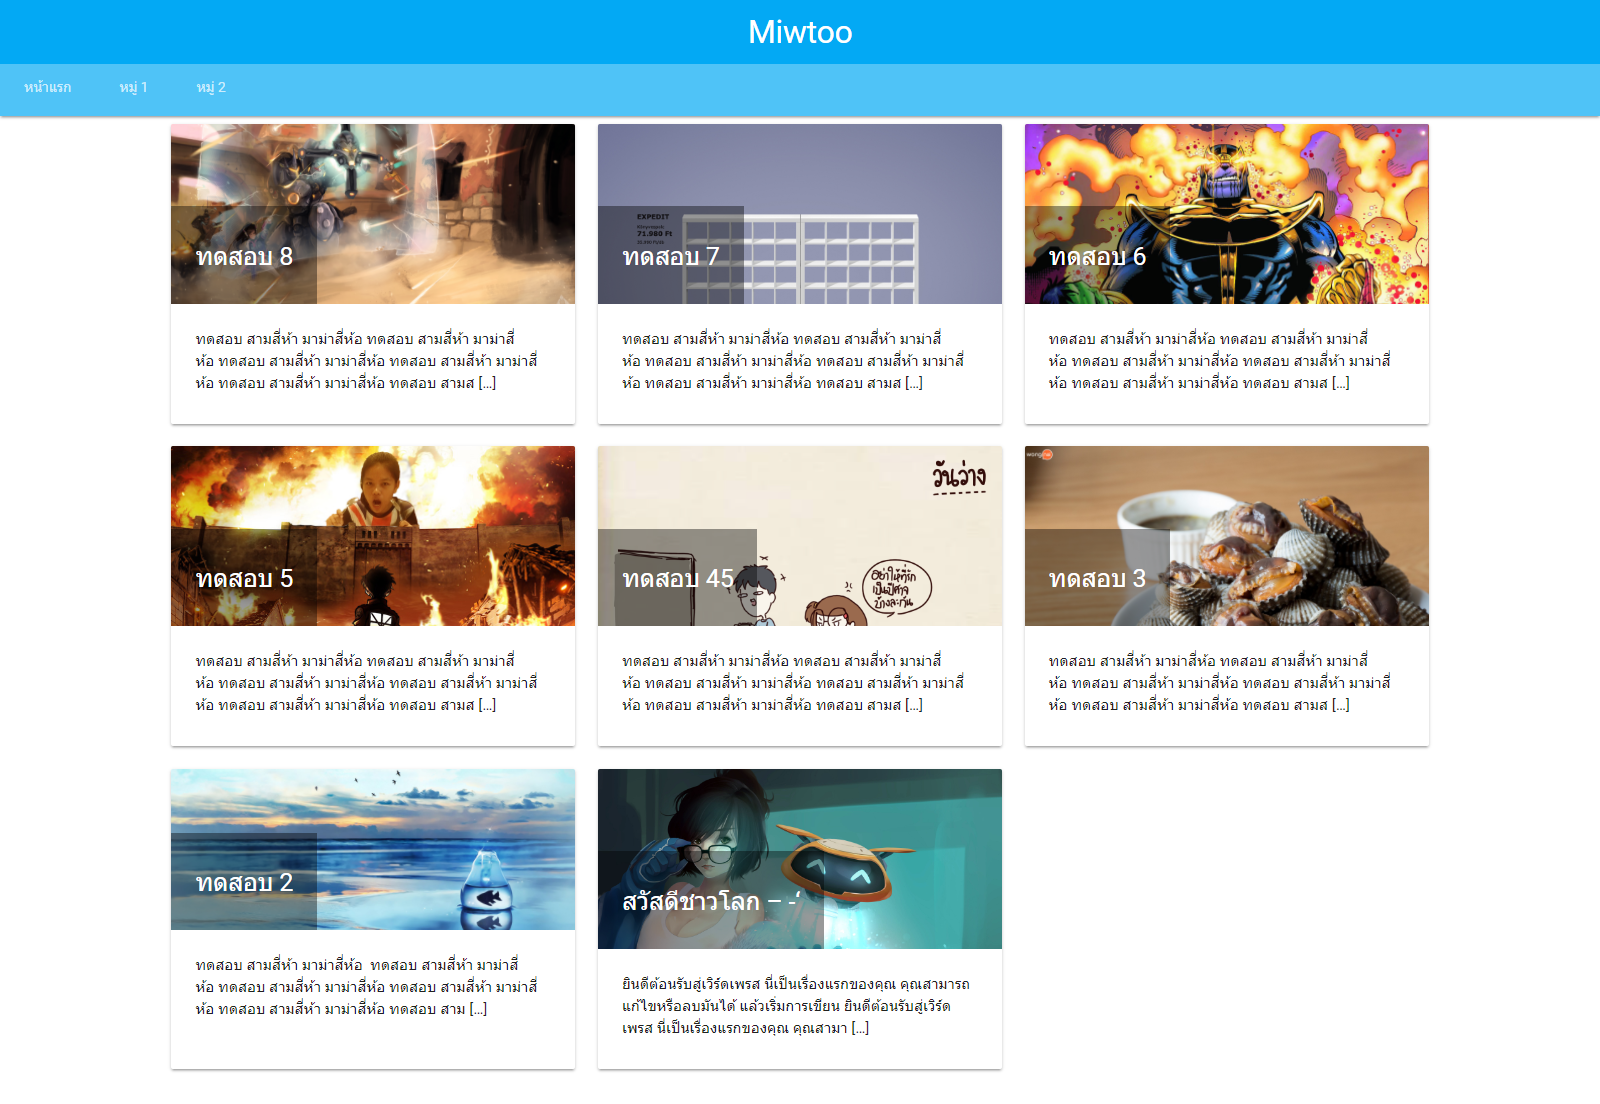 Miwtoo
หน้าแรก หมู่ 1 หมู่ 2
EXPEDIT
71.980 Ft
ทดสอบ 8
ทดสอบ 7
ทดสอบ 6
ทดสอบ สามสี่ห้า มาม่าสี่ห้อ ทดสอบ สามสี่ห้า มาม่าสี่
ห้อ ทดสอบ สามสี่ห้า มาม่าสี่ห้อ ทดสอบ สามสี่ห้า มาม่าสี่
ห้อ ทดสอบ สามสี่ห้า มาม่าสี่ห้อ ทดสอบ สามส [...]
ทดสอบ สามสี่ห้า มาม่าสี่ห้อ ทดสอบ สามสี่ห้า มาม่าสี่
ห้อ ทดสอบ สามสี่ห้า มาม่าสี่ห้อ ทดสอบ สามสี่ห้า มาม่าสี่
ห้อ ทดสอบ สามสี่ห้า มาม่าสี่ห้อ ทดสอบ สามส [...]
ทดสอบ สามสี่ห้า มาม่าสี่ห้อ ทดสอบ สามสี่ห้า มาม่าสี่
ห้อ ทดสอบ สามสี่ห้า มาม่าสี่ห้อ ทดสอบ สามสี่ห้า มาม่าสี่
ห้อ ทดสอบ สามสี่ห้า มาม่าสี่ห้อ ทดสอบ สามส [...]
ทดสอบ 5
วันว่าง
อย่าให้ที่รัก
เป็นปีศาจ
บ้างละกัน
ทดสอบ 45
ทดสอบ 3
ทดสอบ สามสี่ห้า มาม่าสี่ห้อ ทดสอบ สามสี่ห้า มาม่าสี่
ห้อ ทดสอบ สามสี่ห้า มาม่าสี่ห้อ ทดสอบ สามสี่ห้า มาม่าสี่
ห้อ ทดสอบ สามสี่ห้า มาม่าสี่ห้อ ทดสอบ สามส [...]
ทดสอบ สามสี่ห้า มาม่าสี่ห้อ ทดสอบ สามสี่ห้า มาม่าสี่
ห้อ ทดสอบ สามสี่ห้า มาม่าสี่ห้อ ทดสอบ สามสี่ห้า มาม่าสี่
ห้อ ทดสอบ สามสี่ห้า มาม่าสี่ห้อ ทดสอบ สามส [...]
ทดสอบ สามสี่ห้า มาม่าสี่ห้อ ทดสอบ สามสี่ห้า มาม่าสี่
ห้อ ทดสอบ สามสี่ห้า มาม่าสี่ห้อ ทดสอบ สามสี่ห้า มาม่าสี่
ห้อ ทดสอบ สามสี่ห้า มาม่าสี่ห้อ ทดสอบ สามส [...]
ทดสอบ 2
สวัสดีชาวโลก – -‘
ทดสอบ สามสี่ห้า มาม่าสี่ห้อ  ทดสอบ สามสี่ห้า มาม่าสี่
ห้อ ทดสอบ สามสี่ห้า มาม่าสี่ห้อ ทดสอบ สามสี่ห้า มาม่าสี่
ห้อ ทดสอบ สามสี่ห้า มาม่าสี่ห้อ ทดสอบ สาม [...]
ยินดีต้อนรับสู่เวิร์ดเพรส นี่เป็นเรื่องแรกของคุณ คุณสามารถ
แก้ไขหรือลบมันได้ แล้วเริ่มการเขียน ยินดีต้อนรับสู่เวิร์ด
เพรส นี่เป็นเรื่องแรกของคุณ คุณสามา [...]